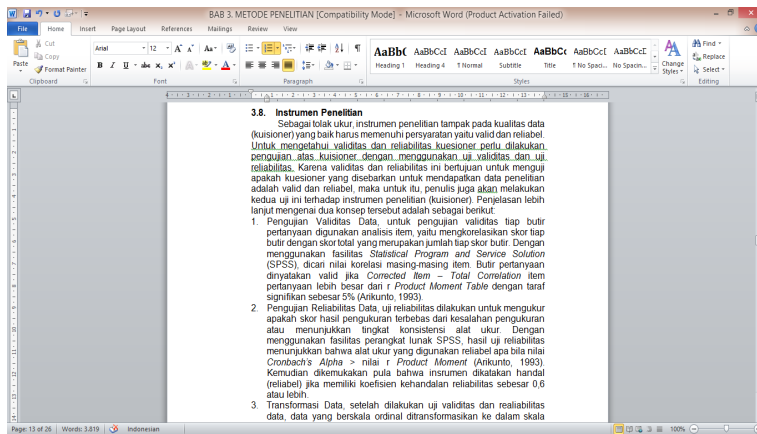 BAB 3. METODE PENELITIAN [Compatibility Mode] - Microsoft Word (Product Activation Failed)
File Home Insert Page Layout References Mailings Review View
Paste
Cut
Copy
Format Painter
Clipboard
Arial 12
Font
Paragraph
AaBb( AaBbCcI AaBbCcI AaBbCcI AaBbCc AaBbCcI AaBbCcI
Heading 1 Heading 4 1 Normal Subtitle Title 1 No Spaci... No Spacin...
Styles
Change Styles
Find
Replace
Select
Editing
3.8. Instrumen Penelitian
Sebagai tolak ukur, instrumen penelitian tampak pada kualitas data
(kuisioner) yang baik harus memenuhi persyaratan yaitu valid dan reliabel.
Untuk mengetahui validitas dan reliabilitas kuesioner perlu dilakukan
pengujian atas kuisioner dengan menggunakan uji validitas dan uji
reliabilitas. Karena validitas dan reliabilitas ini bertujuan untuk menguji
apakah kuesioner yang disebarkan untuk mendapatkan data penelitian
adalah valid dan reliabel, maka untuk itu, penulis juga akan melakukan
kedua uji ini terhadap instrumen penelitian (kuisioner). Penjelasan lebih
lanjut mengenai dua konsep tersebut adalah sebagai berikut:
1. Pengujian Validitas Data, untuk pengujian validitas tiap butir
pertanyaan digunakan analisis item, yaitu mengkorelasikan skor tiap
butir dengan skor total yang merupakan jumlah tiap skor butir. Dengan
menggunakan fasilitas Statistical Program and Service Solution
(SPSS), dicari nilai korelasi masing-masing item. Butir pertanyaan
dinyatakan valid jika Corrected Item – Total Correlation item
pertanyaan lebih besar dari r Product Moment Table dengan taraf
signifikan sebesar 5% (Arikunto, 1993).
2. Pengujian Reliabilitas Data, uji reliabilitas dilakukan untuk mengukur
apakah skor hasil pengukuran terbebas dari kesalahan pengukuran
atau menunjukkan tingkat konsistensi alat ukur. Dengan
menggunakan fasilitas perangkat lunak SPSS, hasil uji reliabilitas
menunjukkan bahwa alat ukur yang digunakan reliabel apa bila nilai
Cronbach's Alpha > nilai r Product Moment (Arikunto, 1993).
Kemudian dikemukakan pula bahwa insrumen dikatakan handal
(reliabel) jika memiliki koefisien kehandalan reliabilitas sebesar 0,6
atau lebih.
3. Transformasi Data, setelah dilakukan uji validitas dan realiabilitas
data, data yang berskala ordinal ditransformasikan ke dalam skala
Page: 13 of 26 Words: 3.819 Indonesian 100%